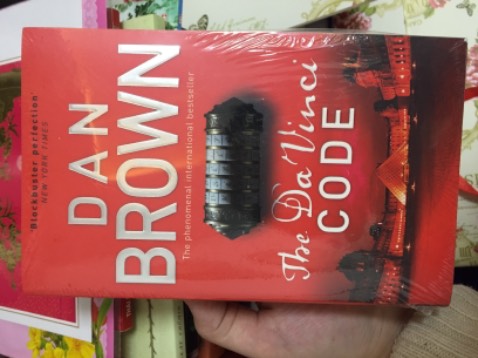 'Blockbuster perfection'
NEW YORK TIMES
DAN
BROWN
The phenomenal international bestseller
The Da Vinci
CODE